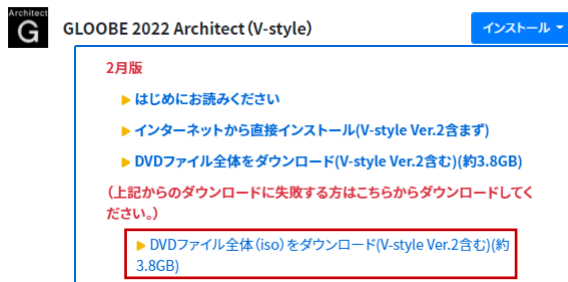 Architect
G
GLOOBE 2022 Architect（V-style）
インストール
2月版
はじめにお読みください
インターネットから直接インストール(V-style Ver.2含まず)
DVDファイル全体をダウンロード(V-style Ver.2含む)(約3.8GB)
（上記からのダウンロードに失敗する方はこちらからダウンロードしてく
ださい。）
DVDファイル全体（iso）をダウンロード(V-style Ver.2含む)(約
3.8GB)